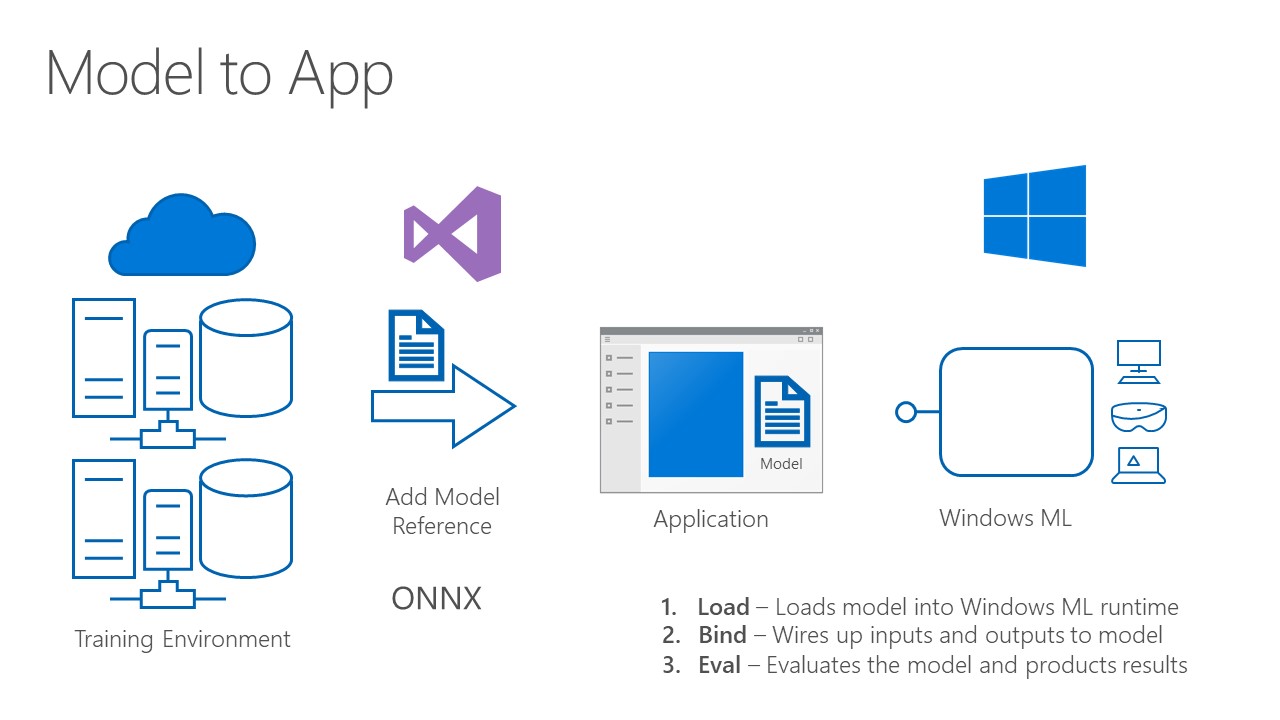 Model to App
Model
Add Model
Reference
Application
Windows ML
ONNX
Training Environment
1. Load – Loads model into Windows ML runtime
2. Bind – Wires up inputs and outputs to model
3. Eval – Evaluates the model and products results